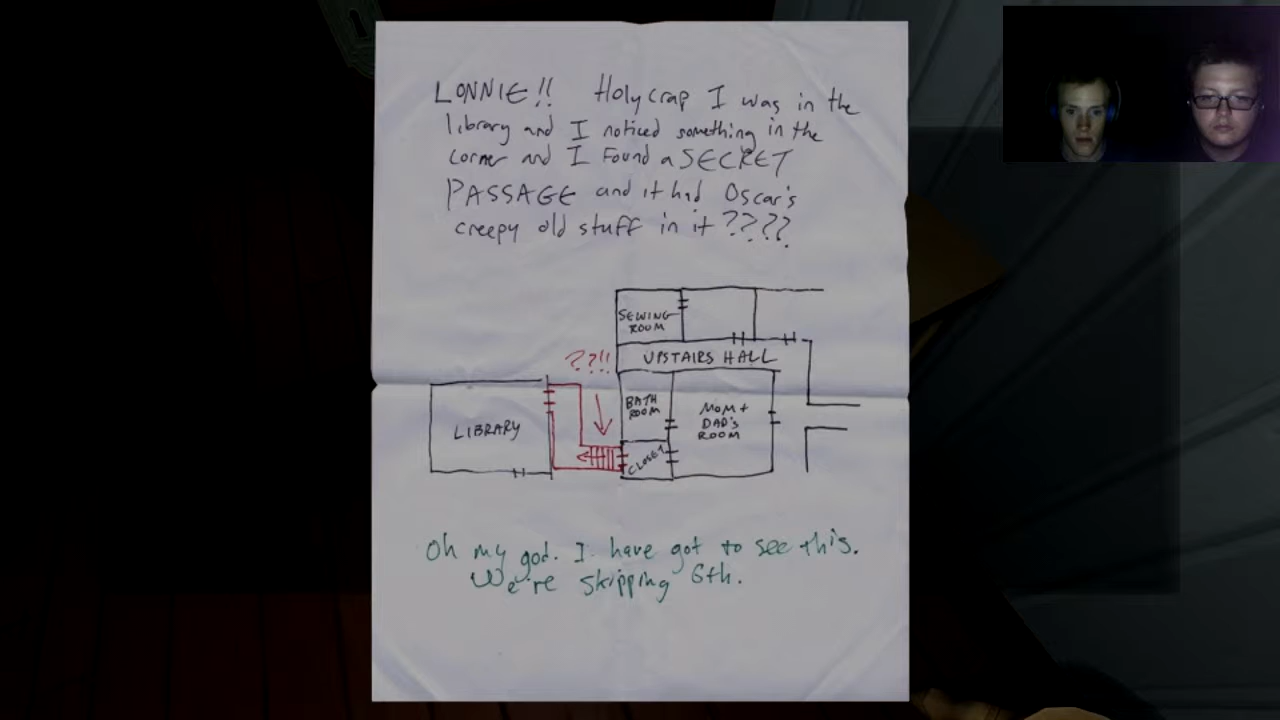 LONNIE!! Holy crap I was in the
library and I noticed something in the
corner and I found a SECRET
PASSAGE and it had Oscar's
creepy old stuff in it????
SEWING
ROOM
??!!
UPSTAIRS HALL
LIBRARY
BATH
ROOM
CLOSET
MOM +
DAD'S
ROOM
Oh my god. I have got to see this.
We're skipping 6th.